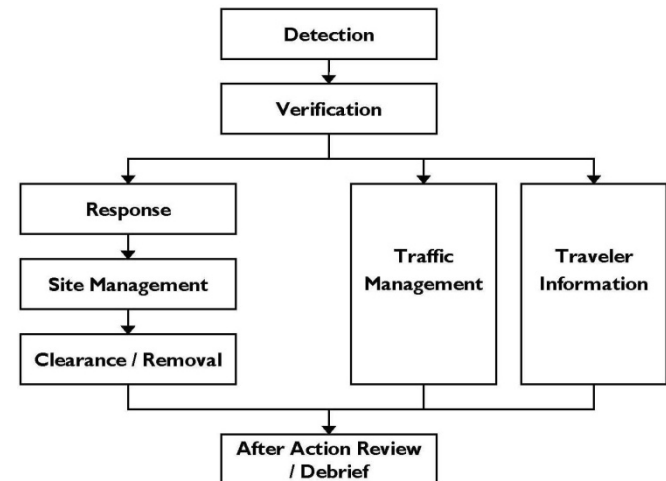 Detection
Verification
Response
Site Management
Clearance / Removal
Traffic
Management
Traveler
Information
After Action Review
/ Debrief